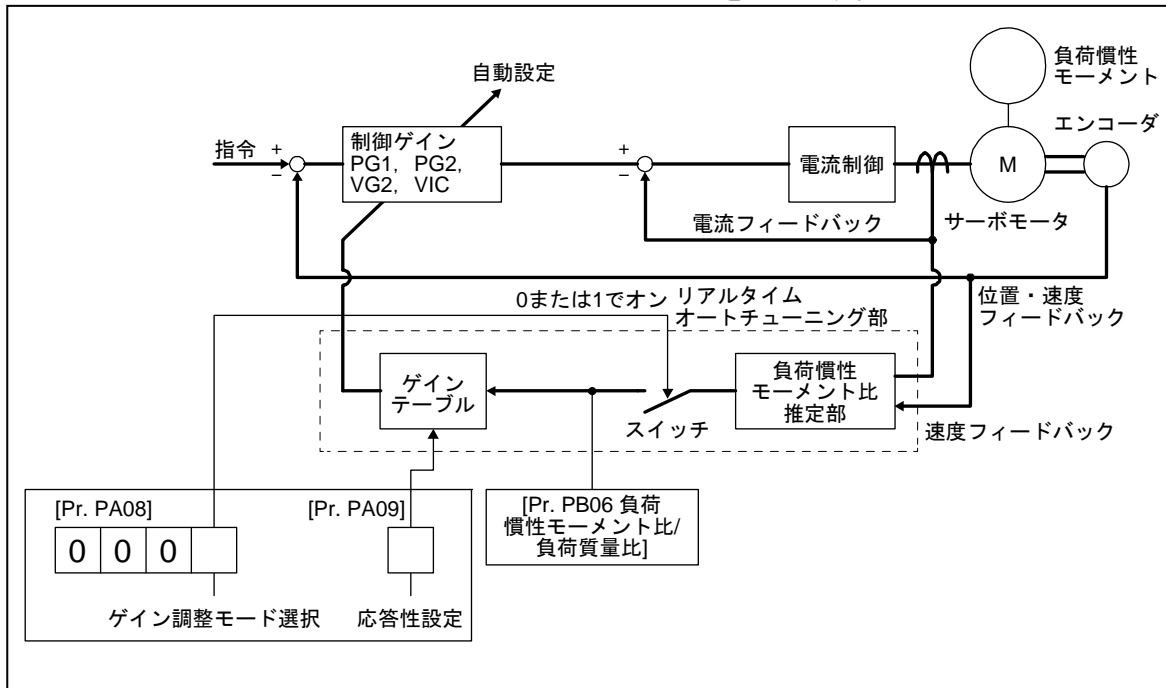 負荷慣性
モーメント
自動設定
エンコーダ
指令
+
−
制御ゲイン
PG1, PG2,
VG2, VIC
+
−
電流制御
M
電流フィードバック
サーボモータ
0または1でオン
リアルタイム
オートチューニング部
位置・速度
フィードバック
ゲイン
テーブル
スイッチ
負荷慣性
モーメント比
推定部
速度フィードバック
[Pr. PA08]
[Pr. PA09]
0 0 0
ゲイン調整モード選択
応答性設定
[Pr. PB06 負荷
慣性モーメント比/
負荷質量比]